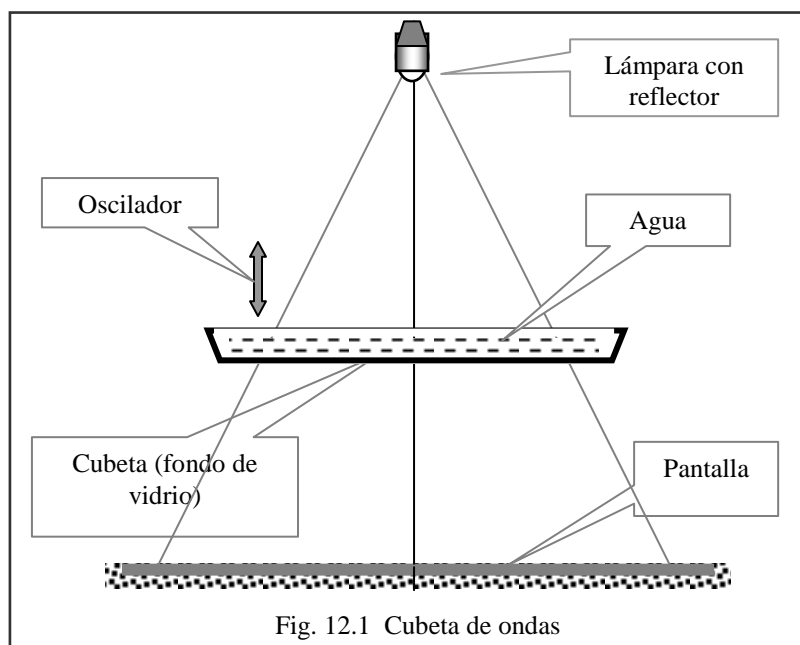 Lámpara con
reflector
Oscilador
Agua
Cubeta (fondo de
vidrio)
Pantalla
Fig. 12.1 Cubeta de ondas